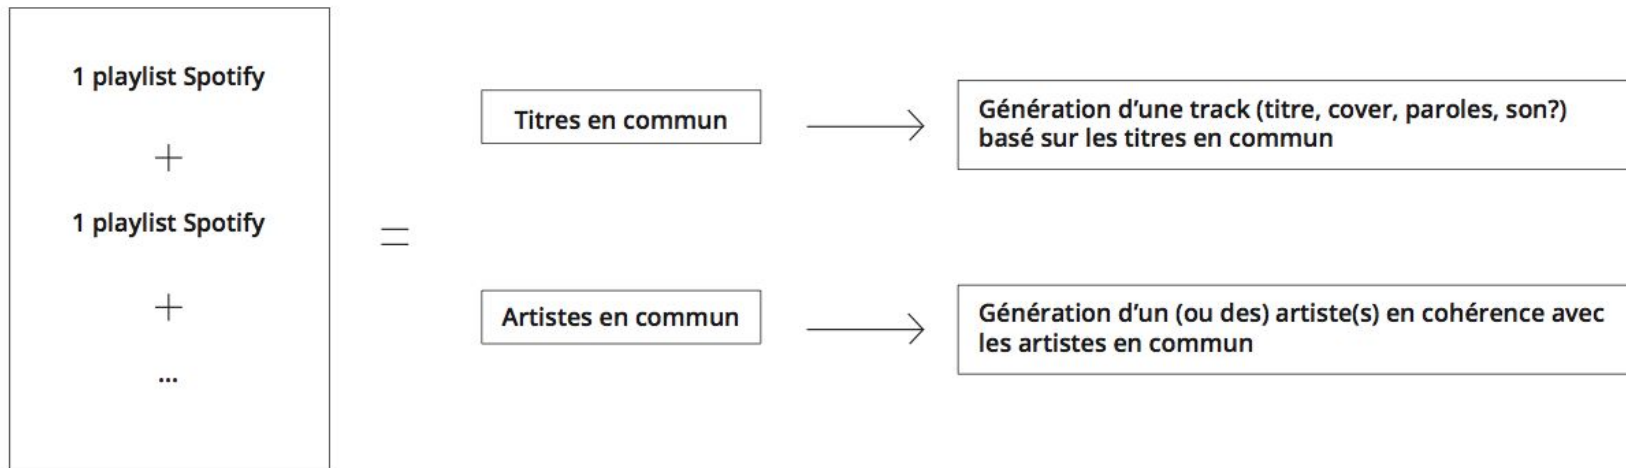 1 playlist Spotify
+
1 playlist Spotify
+
...
=
Titres en commun
Génération d'une track (titre, cover, paroles, son?)
basé sur les titres en commun
Artistes en commun
Génération d'un (ou des) artiste(s) en cohérence avec
les artistes en commun